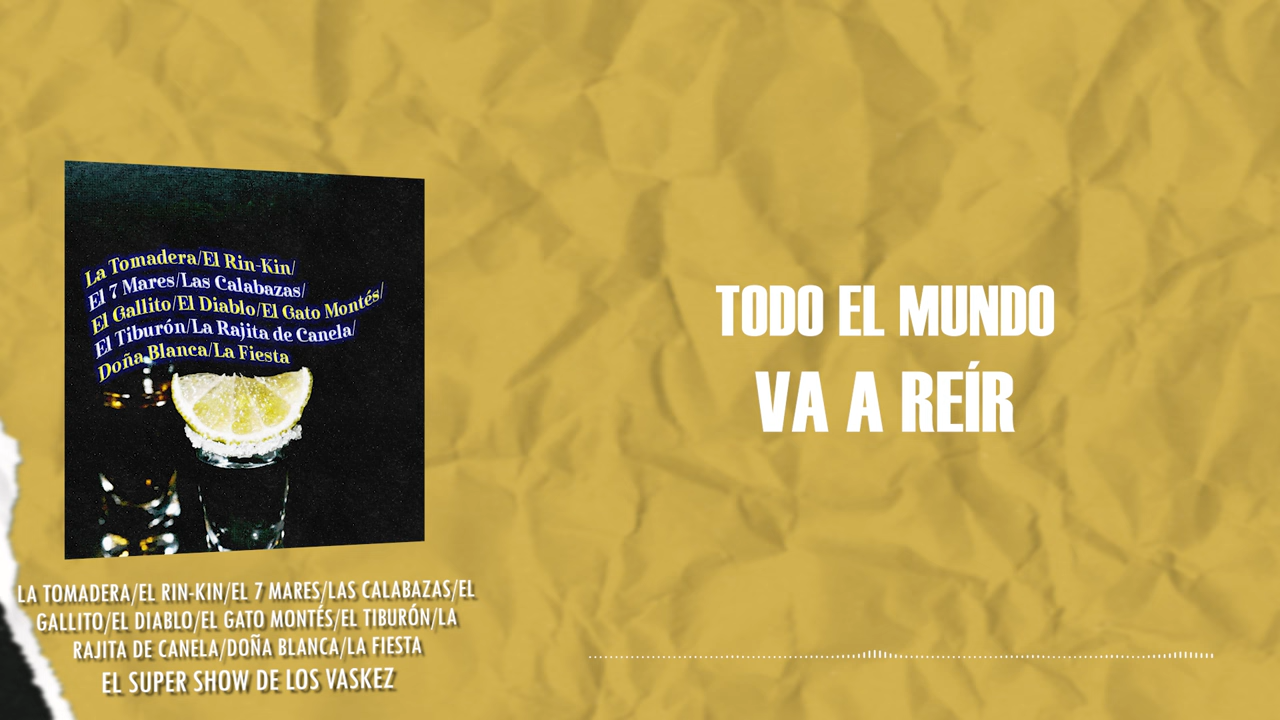 La Tomadera/El Rin-Kin/
El 7 Mares/Las Calabazas/
El Gallito/El Diablo/El Gato Montés/
El Tiburón/La Rajita de Canela/
Doña Blanca/La Fiesta
LA TOMADERA/EL RIN-KIN/EL 7 MARES/LAS CALABAZAS/EL
GALLITO/EL DIABLO/EL GATO MONTÉS/EL TIBURÓN/LA
RAJITA DE CANELA/DOÑA BLANCA/LA FIESTA
EL SUPER SHOW DE LOS VASKEZ
TODO EL MUNDO
VA A REÍR